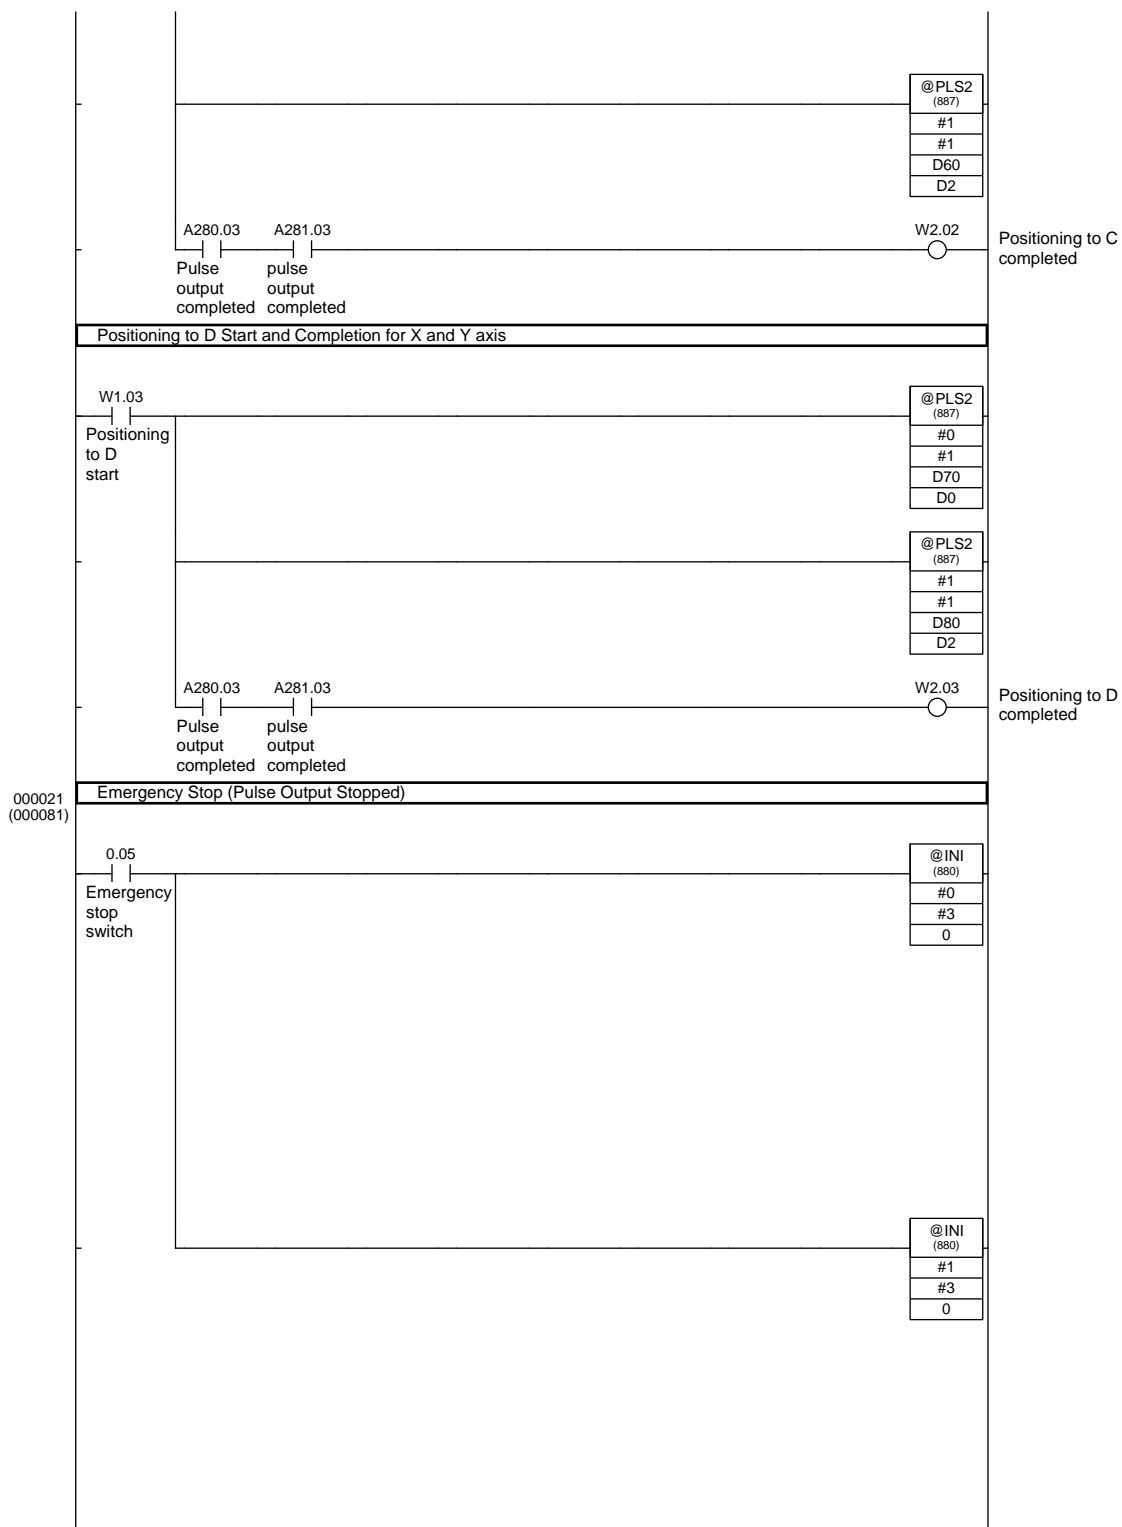 @PLS2
(887)
#1
#1
D60
D2
A280.03 A281.03 W2.02
Positioning to C
completed
Pulse pulse
output output
completed completed
Positioning to D Start and Completion for X and Y axis
W1.03
Positioning
to D
start
@PLS2
(887)
#0
#1
D70
D0
@PLS2
(887)
#1
#1
D80
D2
A280.03 A281.03 W2.03
Positioning to D
completed
Pulse pulse
output output
completed completed
000021
(000081)
Emergency Stop (Pulse Output Stopped)
0.05
Emergency
stop
switch
@INI
(880)
#0
#3
0
@INI
(880)
#1
#3
0